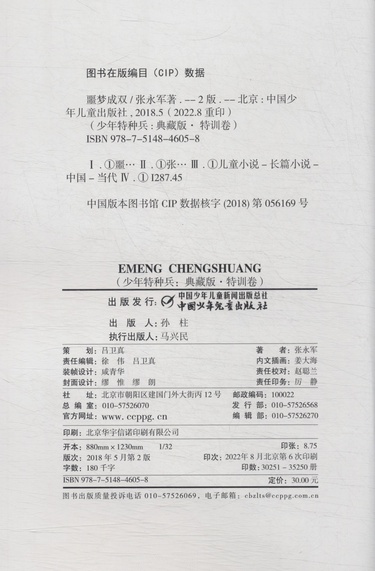 图书在版编目（CIP）数据
噩梦成双/张永军著.--2版.--北京:中国少
年儿童出版社,2018.5(2022.8重印)
（少年特种兵:典藏版·特训卷）
ISBN 978-7-5148-4605-8
Ⅰ.①噩… Ⅱ.①张… Ⅲ.①儿童小说-长篇小说-
中国-当代 Ⅳ.①I287.45
中国版本图书馆CIP数据核字(2018)第056169号
EMENG CHENGSHUANG
（少年特种兵:典藏版·特训卷）
出版发行: 中国少年儿童新闻出版总社
中国少年儿童出版社
出 版 人:孙 柱
执行出版人:马兴民
策 划:吕卫真 著 者:张永军
责任编辑:徐 伟 吕卫真 内文插画:姜大海
装帧设计:咸青华 责任校对:赵聪兰
封面设计:缪 惟 缪 朗 责任印务:厉 静
社 址:北京市朝阳区建国门外大街丙12号 邮政编码:100022
总 编 室:010-57526070 发 行 部:010-57526568
官方网址:www.ccppg.cn 编 辑 部:010-57526270
印刷:北京华宇信诺印刷有限公司
开本:880mm×1230mm 1/32 印张:8.75
版次:2018年5月第2版 印次:2022年8月北京第6次印刷
字数:180千字 印数:30251-35250册
ISBN 978-7-5148-4605-8 定价:30.00元
图书出版质量投诉电话010-57526069,电子邮箱:cbzlts@ccppg.com.cn